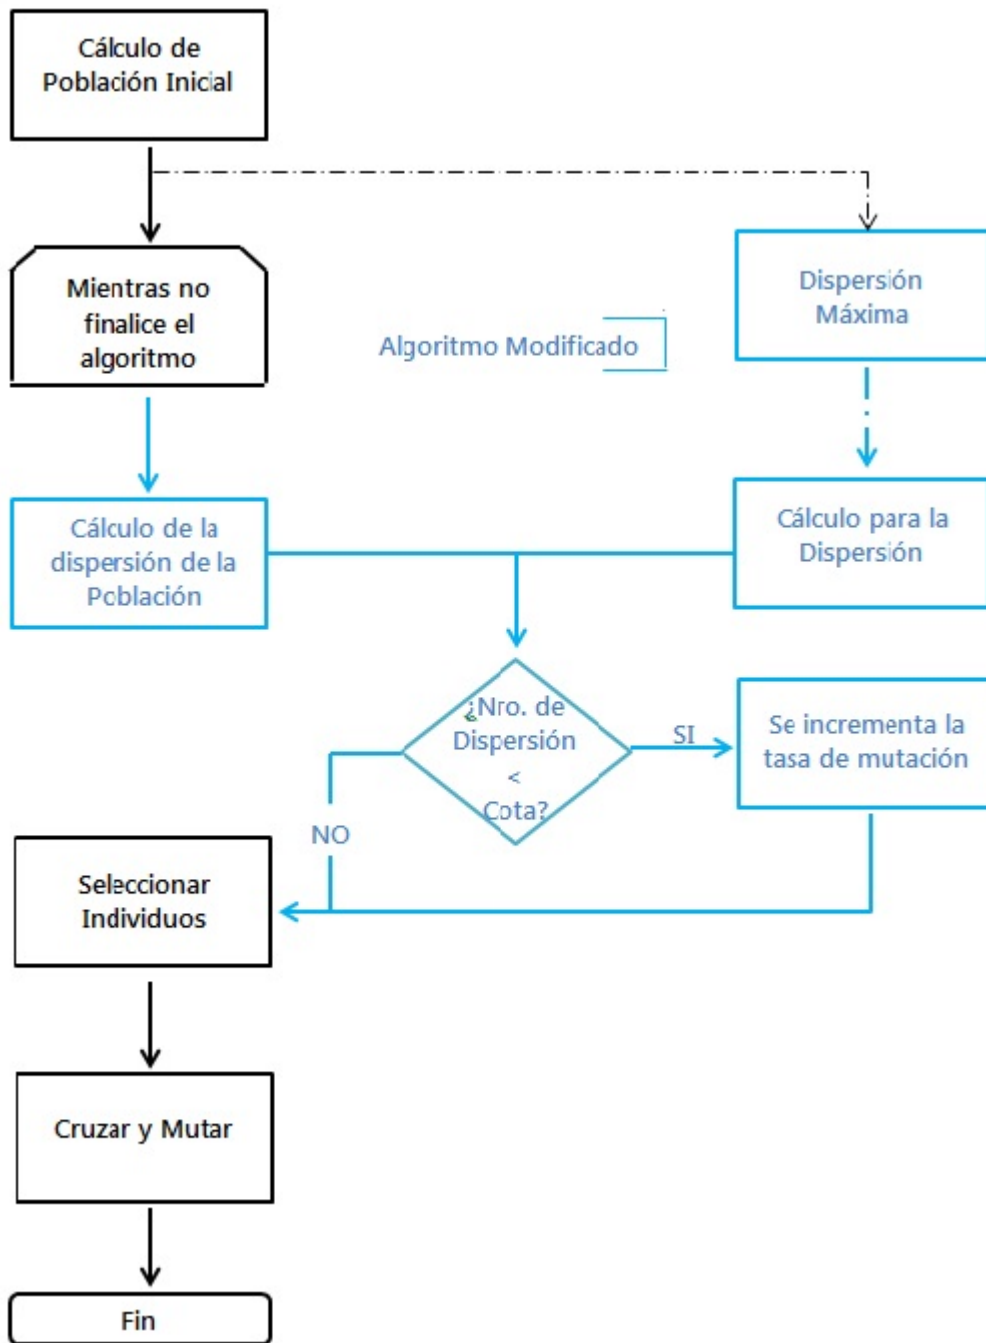 Cálculo de
Población Inicial
Mientras no
finalice el
algoritmo
Dispersión
Máxima
Algoritmo Modificado
Cálculo de la
dispersión de la
Población
Cálculo para la
Dispersión
¿Nro. de
Dispersión
<
Cota?
SI
Se incrementa la
tasa de mutación
NO
Seleccionar
Individuos
Cruzar y Mutar
Fin